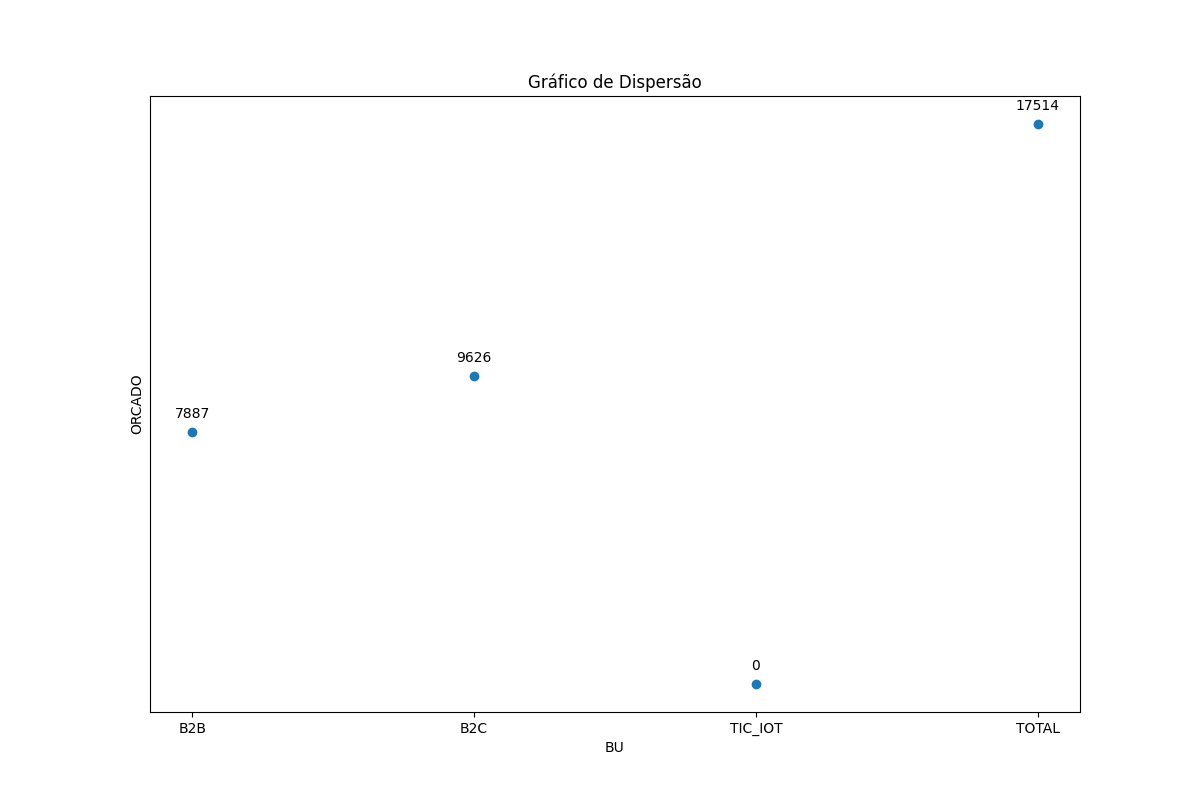 Gráfico de Dispersão
17514
9626
7887
0
ORCADO
B2B
B2C
TIC_IOT
TOTAL
BU